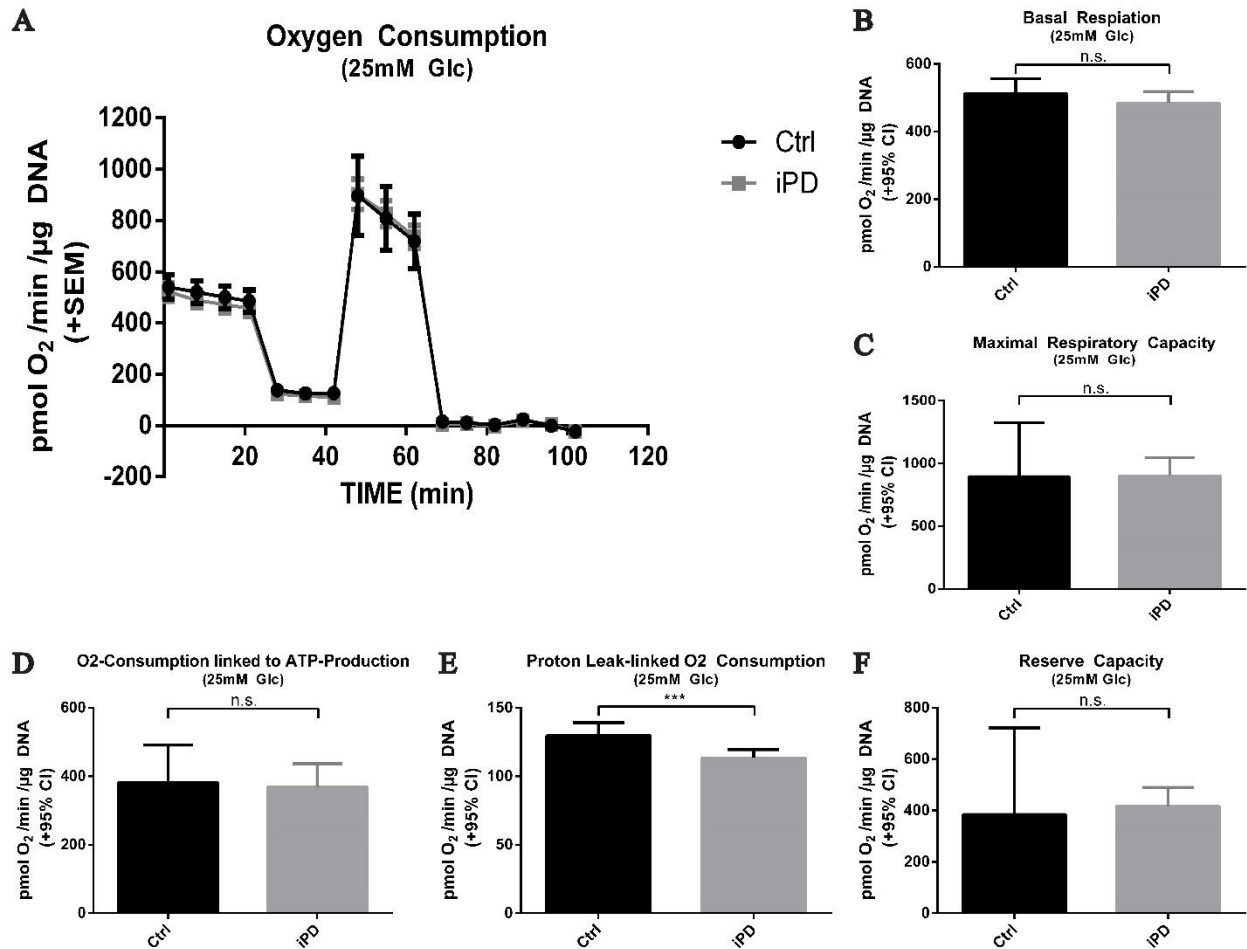 A
Oxygen Consumption
(25mM Glc)
pmol O2 /min /µg DNA
(+SEM)
1200
1000
800
600
400
200
0
-200
20
40
60
80
100
120
TIME (min)
Ctrl
iPD
B
Basal Respiation
(25mM Glc)
n.s.
pmol O2 /min /µg DNA
(+95% CI)
600
400
200
0
Ctrl
iPD
C
Maximal Respiratory Capacity
(25mM Glc)
n.s.
pmol O2 /min /µg DNA
(+95% CI)
1500
1000
500
0
Ctrl
iPD
D
O2-Consumption linked to ATP-Production
(25mM Glc)
n.s.
pmol O2 /min /µg DNA
(+95% CI)
600
400
200
0
Ctrl
iPD
E
Proton Leak-linked O2 Consumption
(25mM Glc)
***
pmol O2 /min /µg DNA
(+95% CI)
150
100
50
0
Ctrl
iPD
F
Reserve Capacity
(25mM Glc)
n.s.
pmol O2 /min /µg DNA
(+95% CI)
800
600
400
200
0
Ctrl
iPD